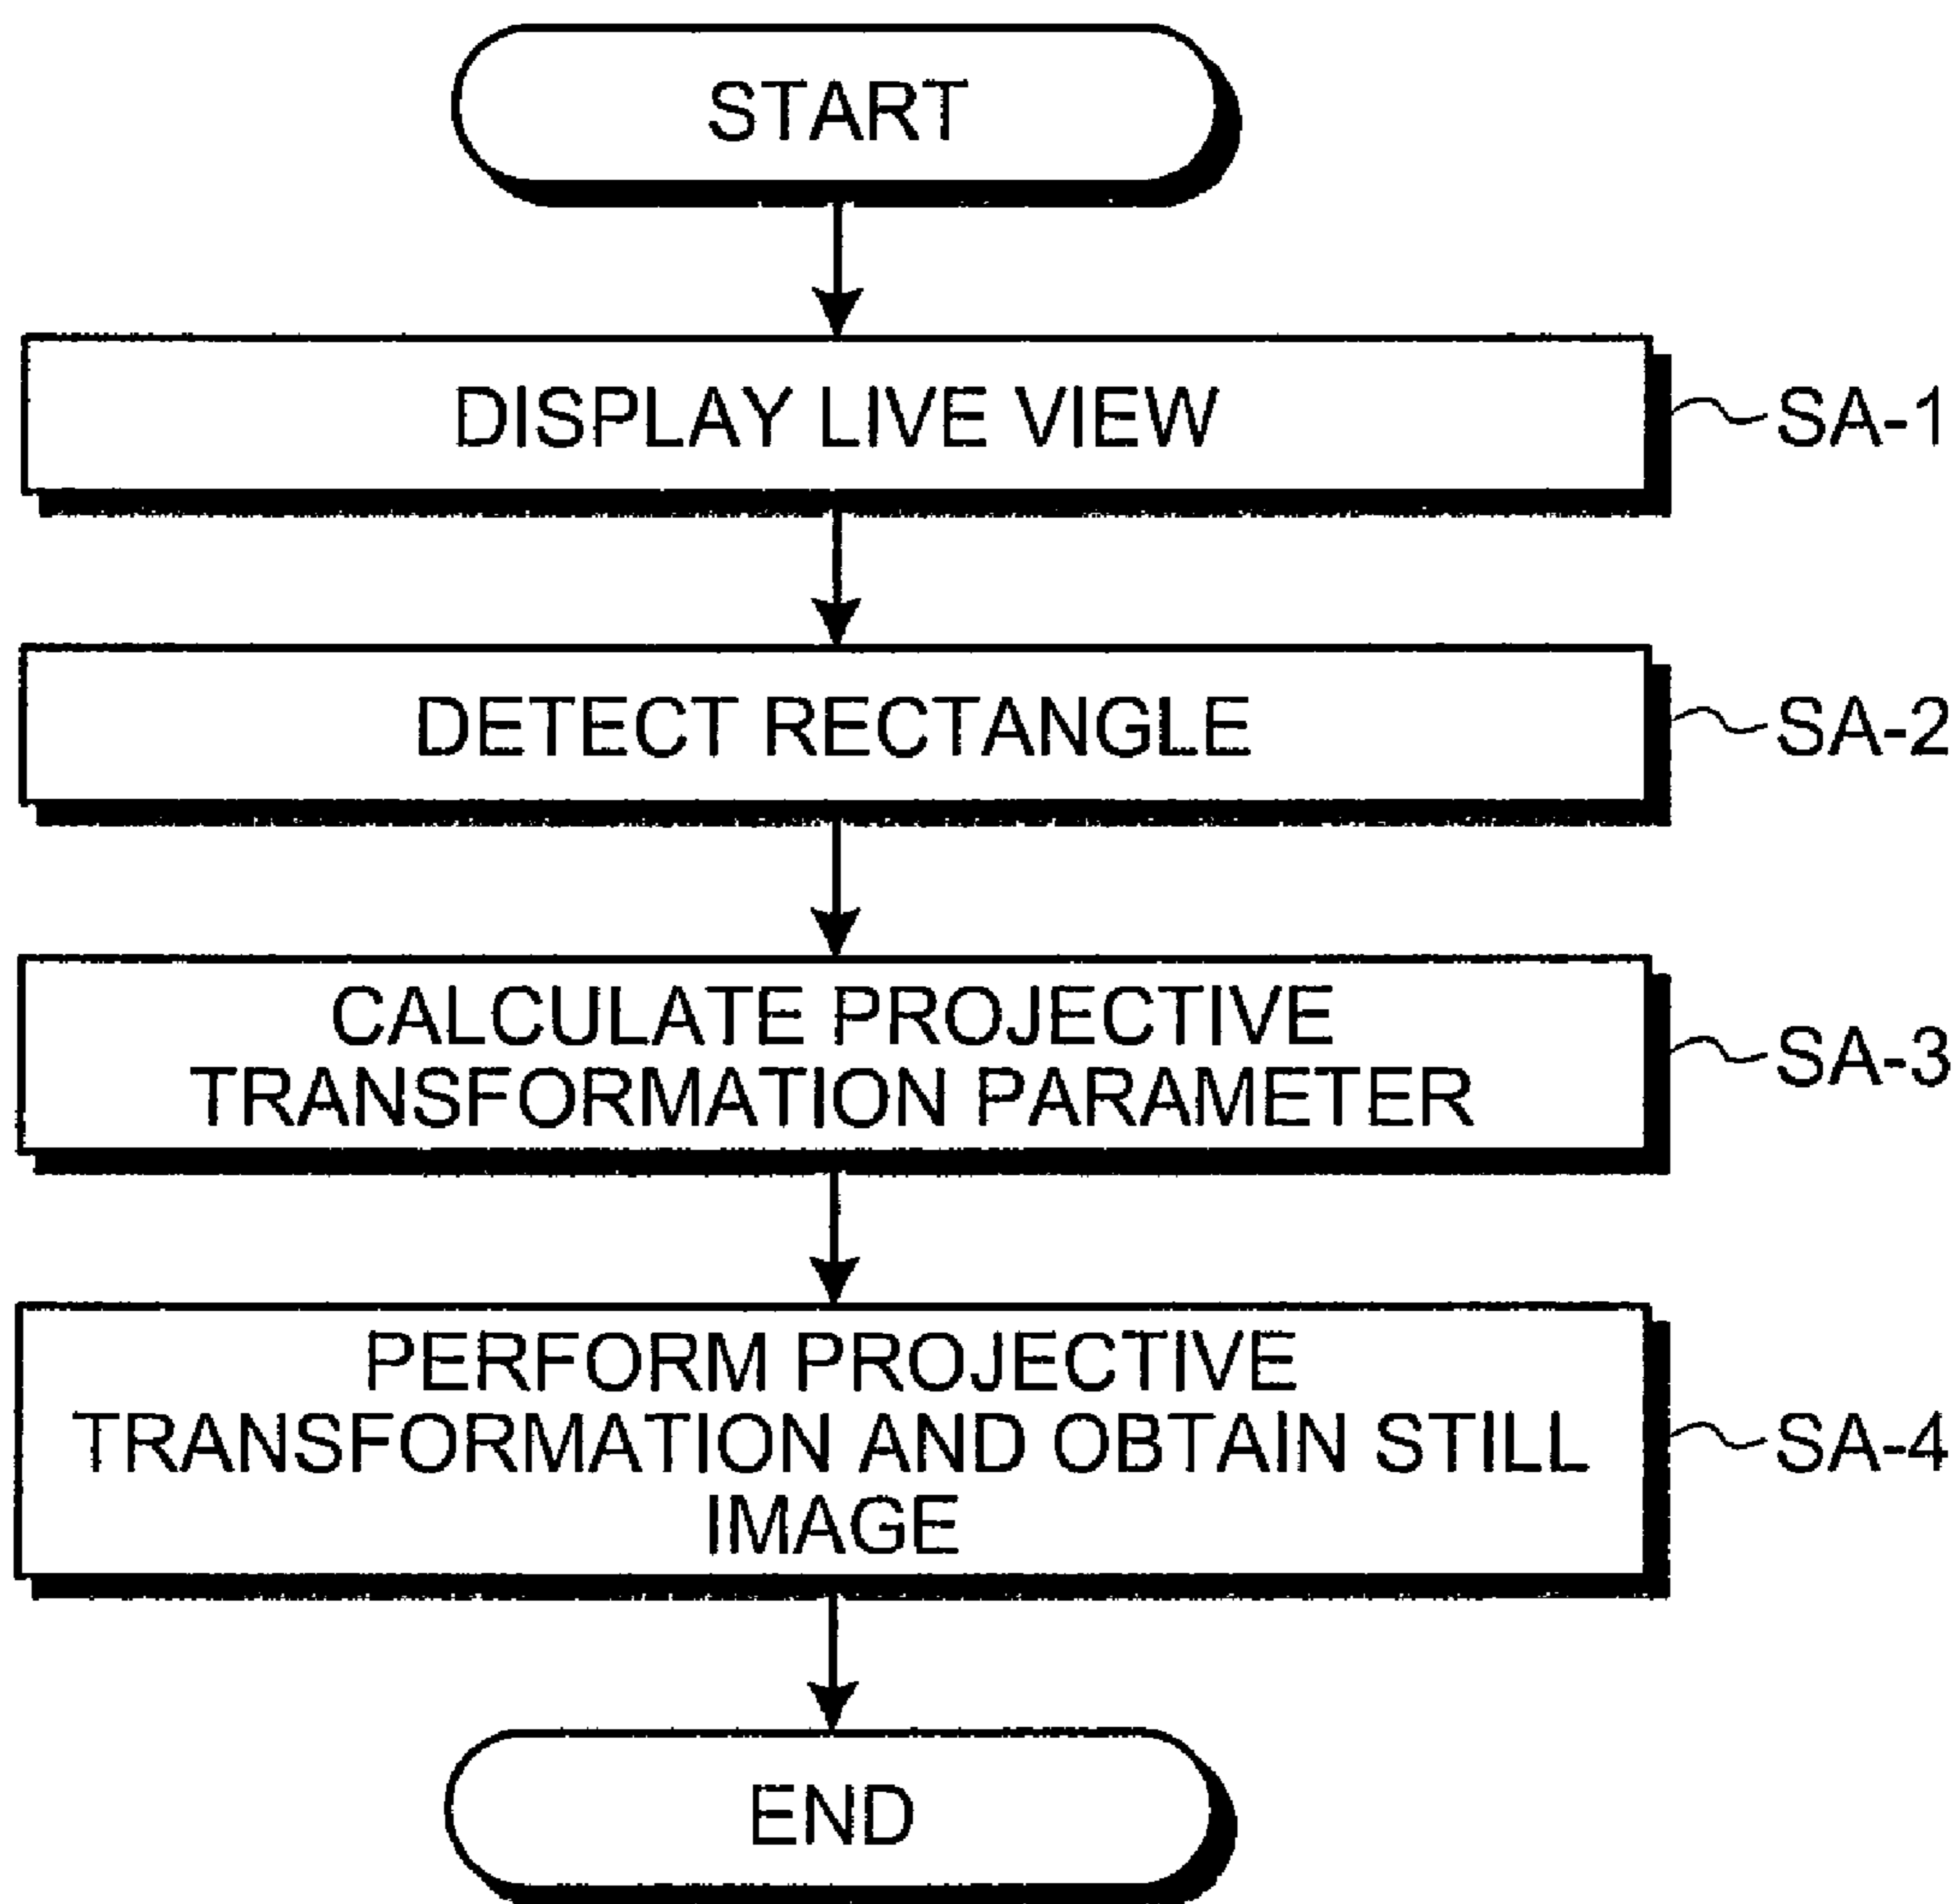 START
DISPLAY LIVE VIEW
SA-1
DETECT RECTANGLE
SA-2
CALCULATE PROJECTIVE
TRANSFORMATION PARAMETER
SA-3
PERFORM PROJECTIVE
TRANSFORMATION AND OBTAIN STILL
IMAGE
SA-4
END